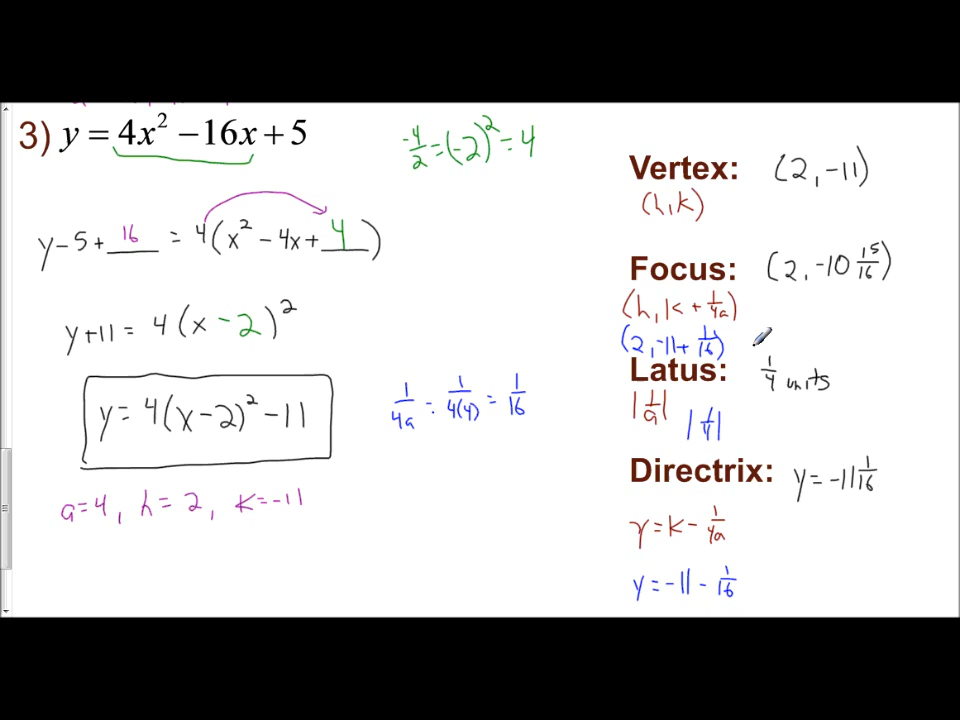 3) y = 4x² − 16x + 5
-4/2 = (-2)² = 4
y - 5 + 16 = 4(x² - 4x + 4)
y + 11 = 4(x - 2)²
y = 4(x - 2)² - 11
a = 4, h = 2, k = -11
1/4a = 1/4(4) = 1/16
Vertex: (2, -11)
(h, k)
Focus: (2, -10 15/16)
(h, k + 1/4a)
(2, -11 + 1/16)
Latus: 1/4 units
|1/a| |1/4|
Directrix: y = -11 1/16
y = k - 1/4a
y = -11 - 1/16